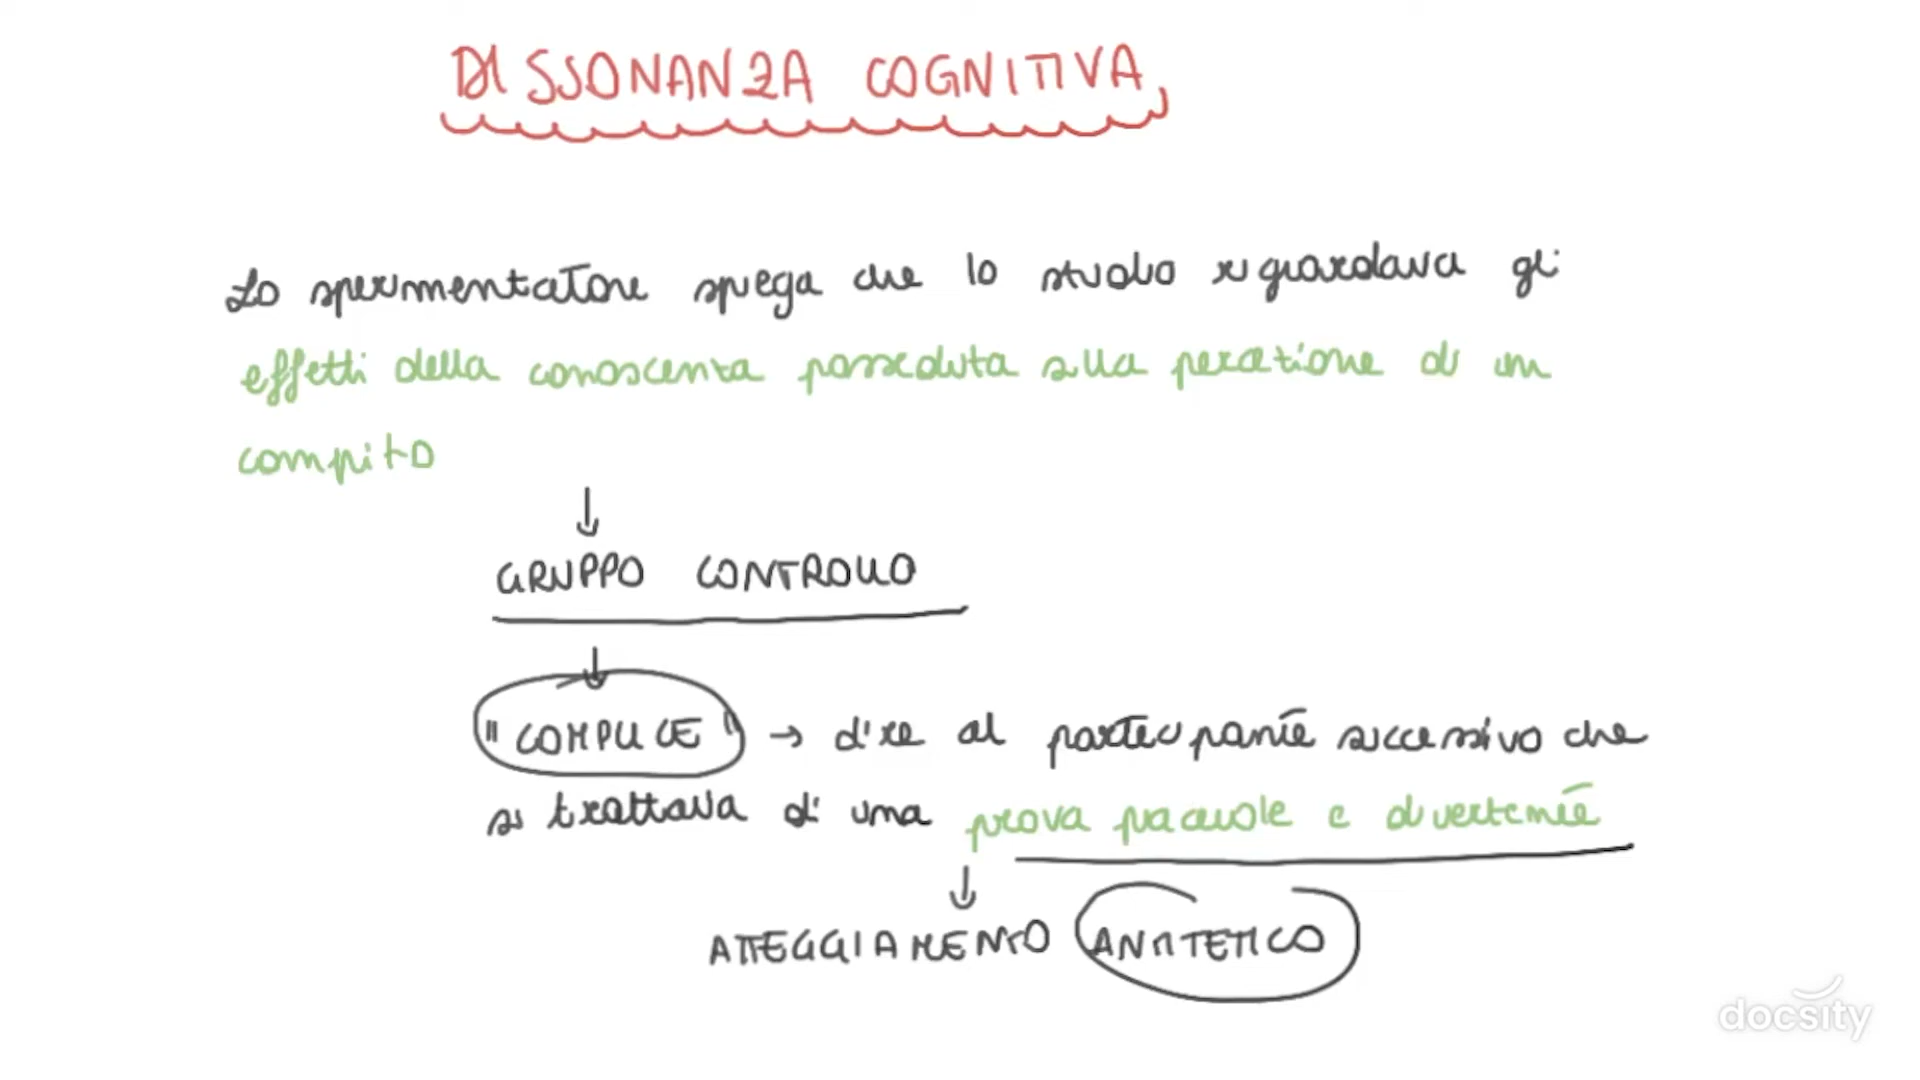 DISSONANZA COGNITIVA
Lo sperimentatore spiega che lo studio riguardava gli
effetti della conoscenza posseduta sulla percezione di un
compito
↓
GRUPPO CONTROLLO
↓
"COMPLICE" → dire al partecipante successivo che
si trattava di una prova piacevole e divertente
↓
ATTEGGIAMENTO ANTITETICO
docsity